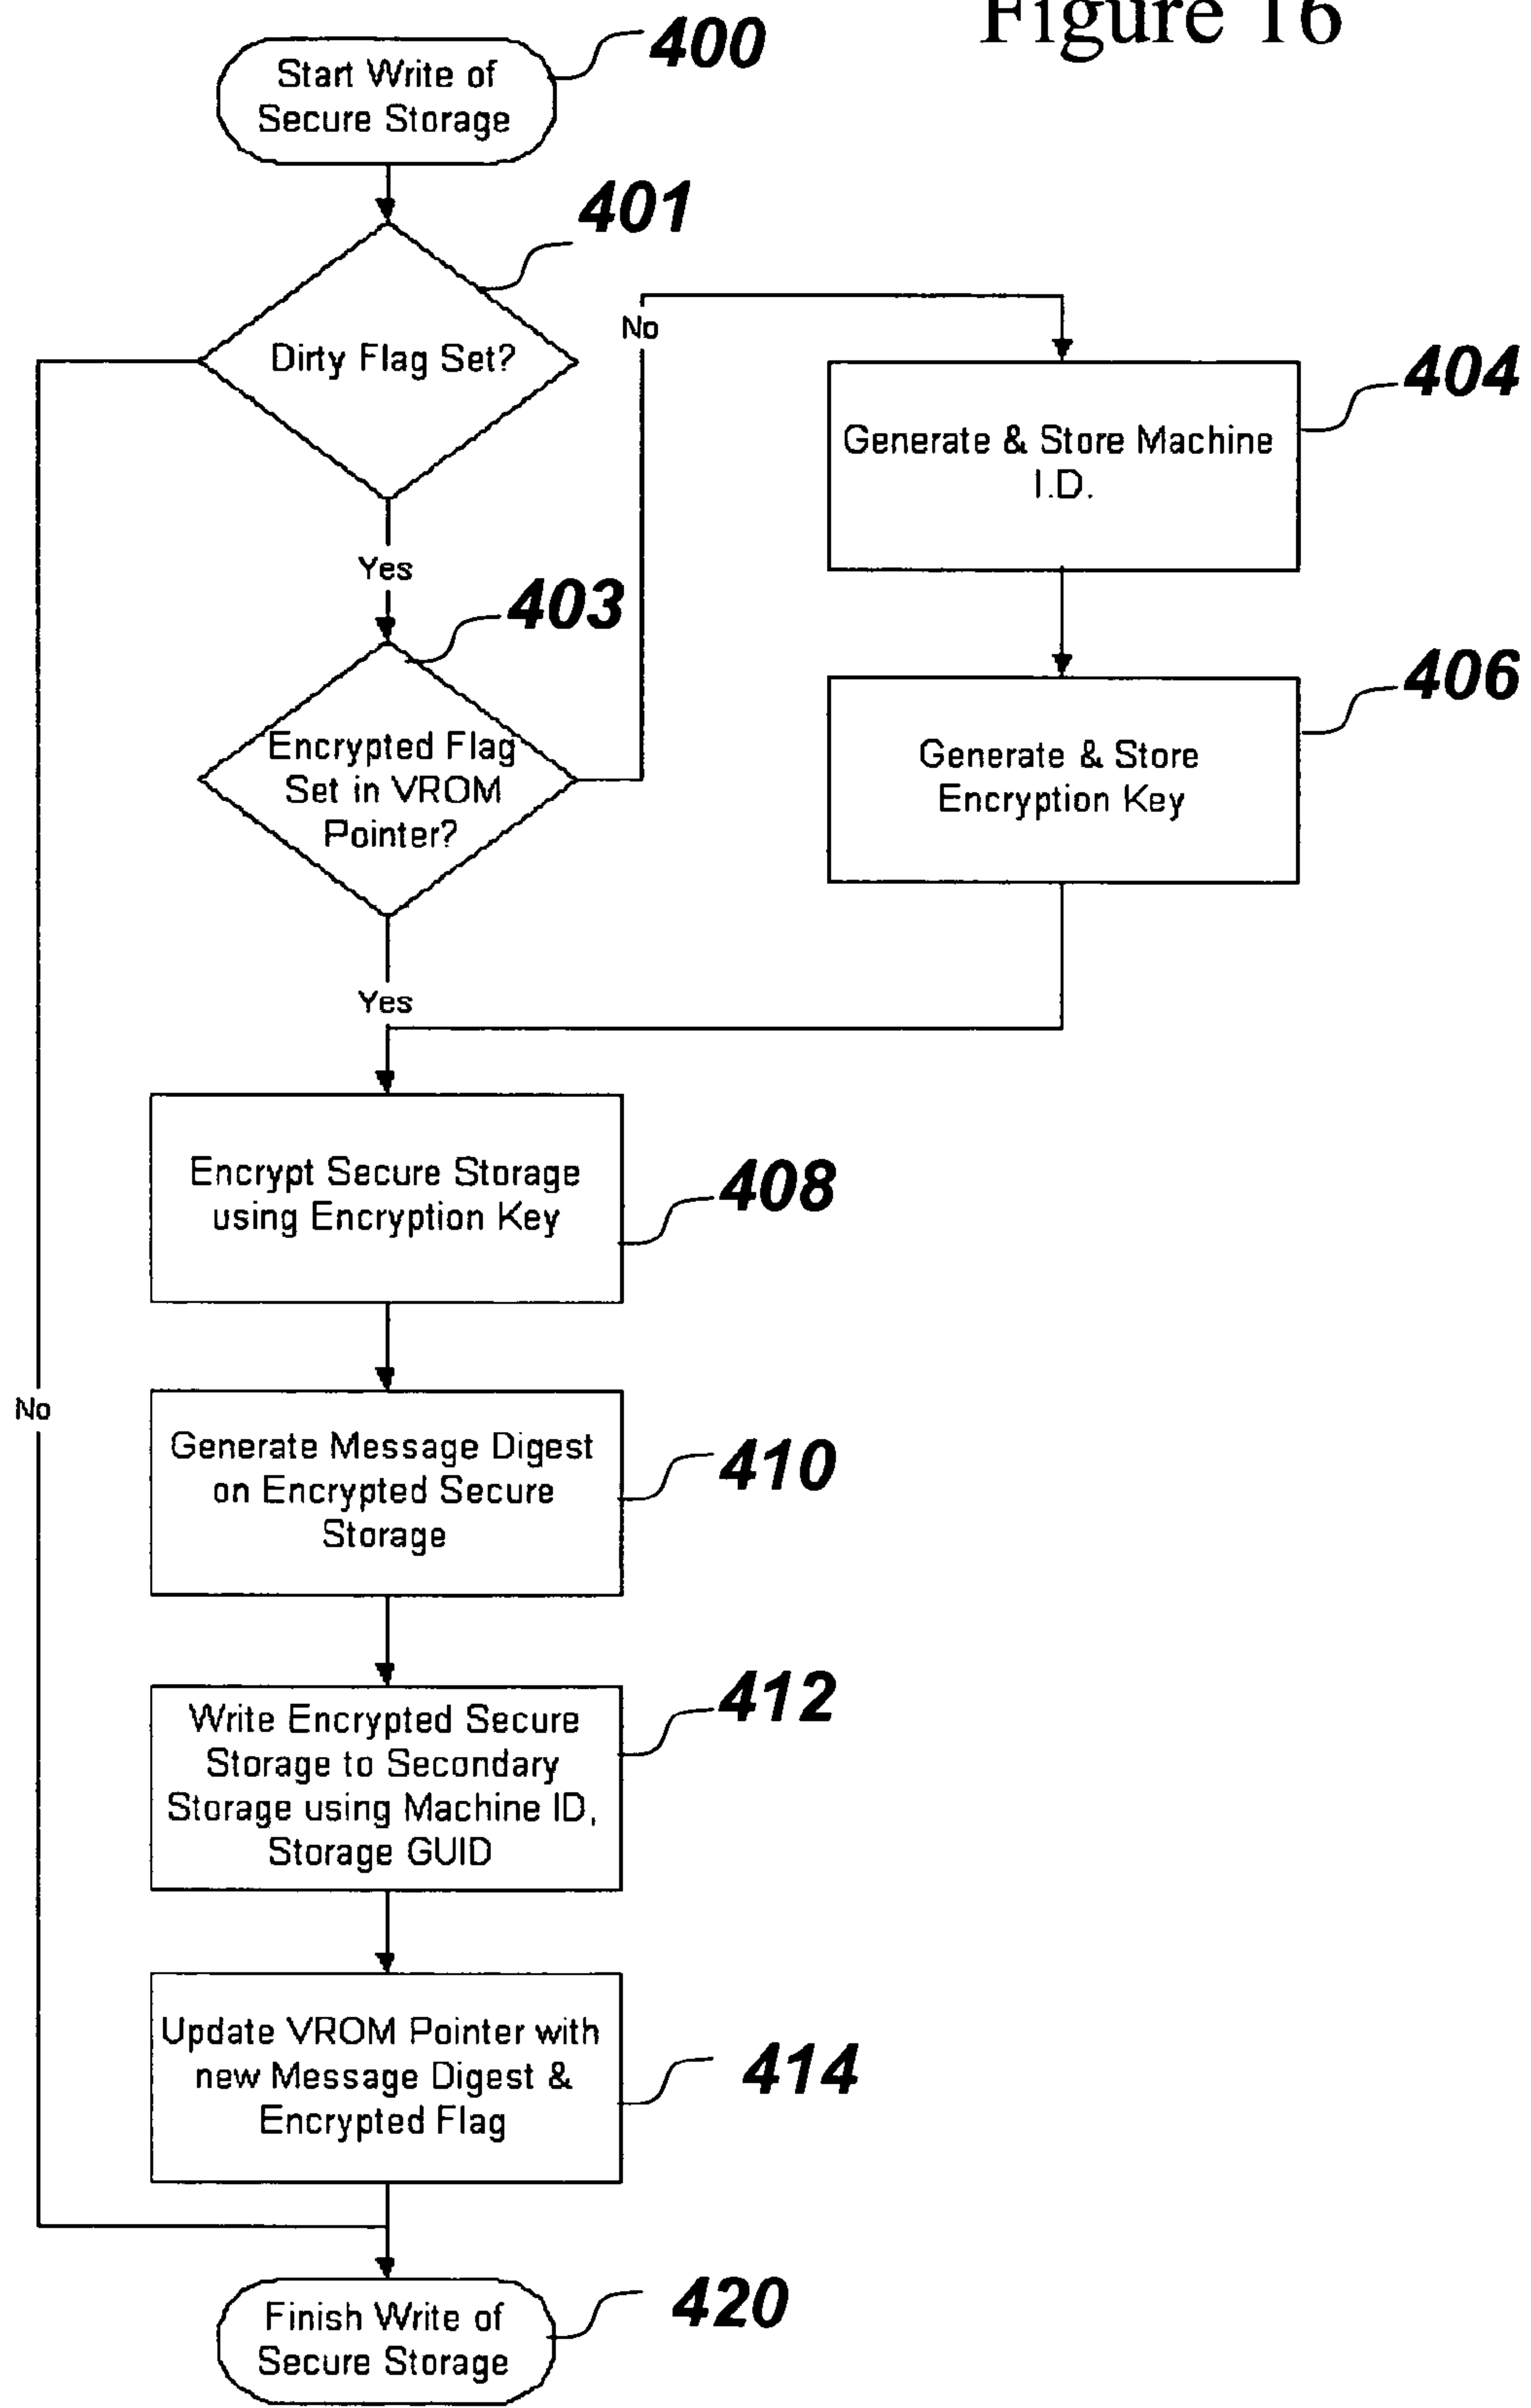 Figure 16
400
Start Write of
Secure Storage
401
Dirty Flag Set?
No
404
Generate & Store Machine
I.D.
Yes
403
406
Encrypted Flag
Set in VROM
Pointer?
Generate & Store
Encryption Key
Yes
Encrypt Secure Storage
using Encryption Key
408
No
Generate Message Digest
on Encrypted Secure
Storage
410
Write Encrypted Secure
Storage to Secondary
Storage using Machine ID,
Storage GUID
412
Update VROM Pointer with
new Message Digest &
Encrypted Flag
414
Finish Write of
Secure Storage
420